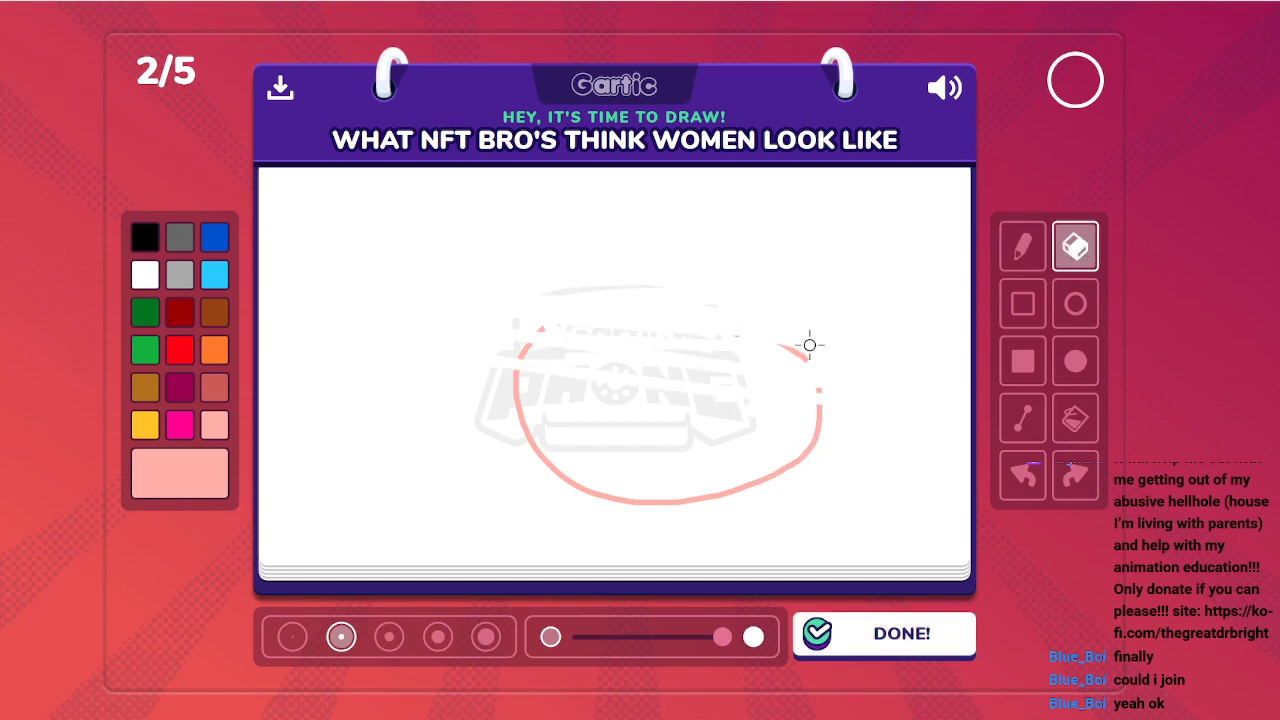 2/5
Gartic
HEY, IT'S TIME TO DRAW!
WHAT NFT BRO'S THINK WOMEN LOOK LIKE
PHONE
DONE!
me getting out of my
abusive hellhole (house
I'm living with parents)
and help with my
animation education!!!
Only donate if you can
please!!! site: https://ko-
fi.com/thegreatdrbright
Blue_Boi finally
Blue_Boi could i join
Blue_Boi yeah ok